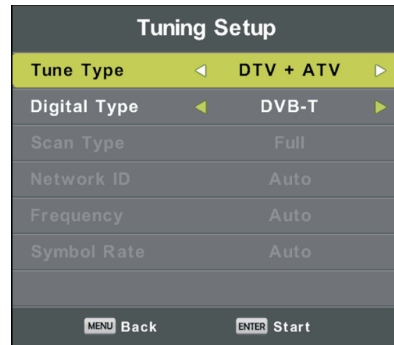 Tuning Setup
Tune Type DTV + ATV
Digital Type DVB-T
Scan Type Full
Network ID Auto
Frequency Auto
Symbol Rate Auto
MENU Back ENTER Start